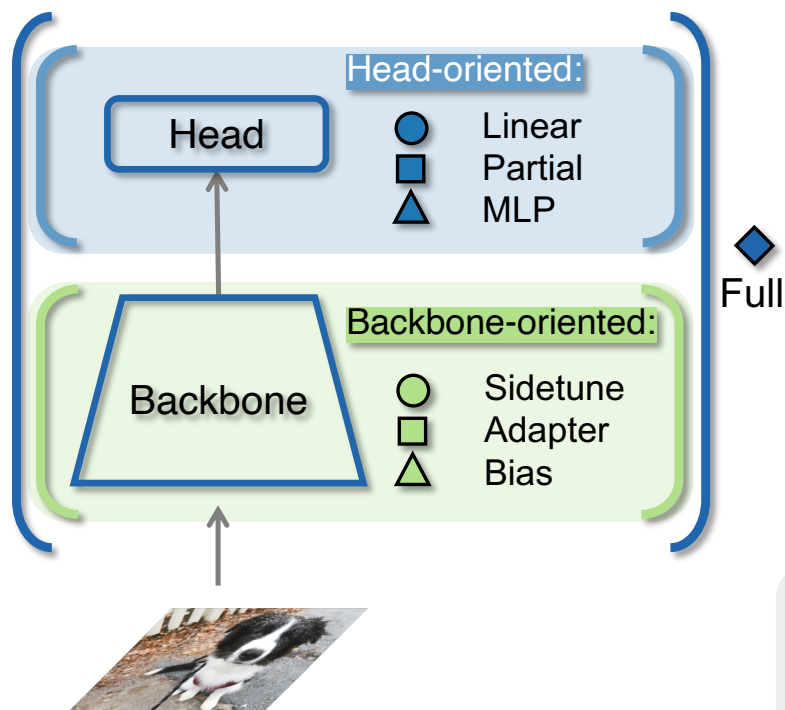 Head-oriented:
Head
Linear
Partial
MLP
Full
Backbone-oriented:
Backbone
Sidetune
Adapter
Bias